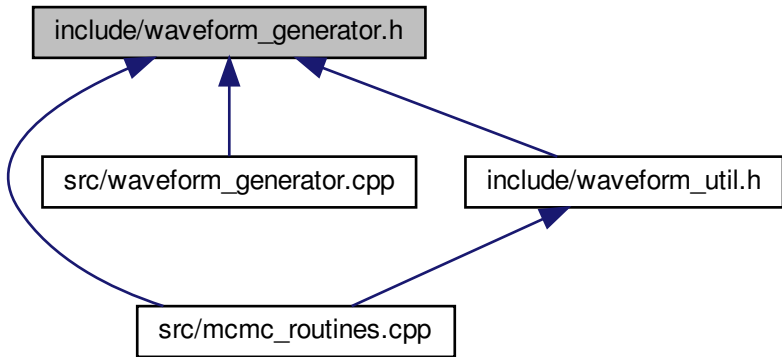 include/waveform_generator.h
src/waveform_generator.cpp
include/waveform_util.h
src/mcmc_routines.cpp